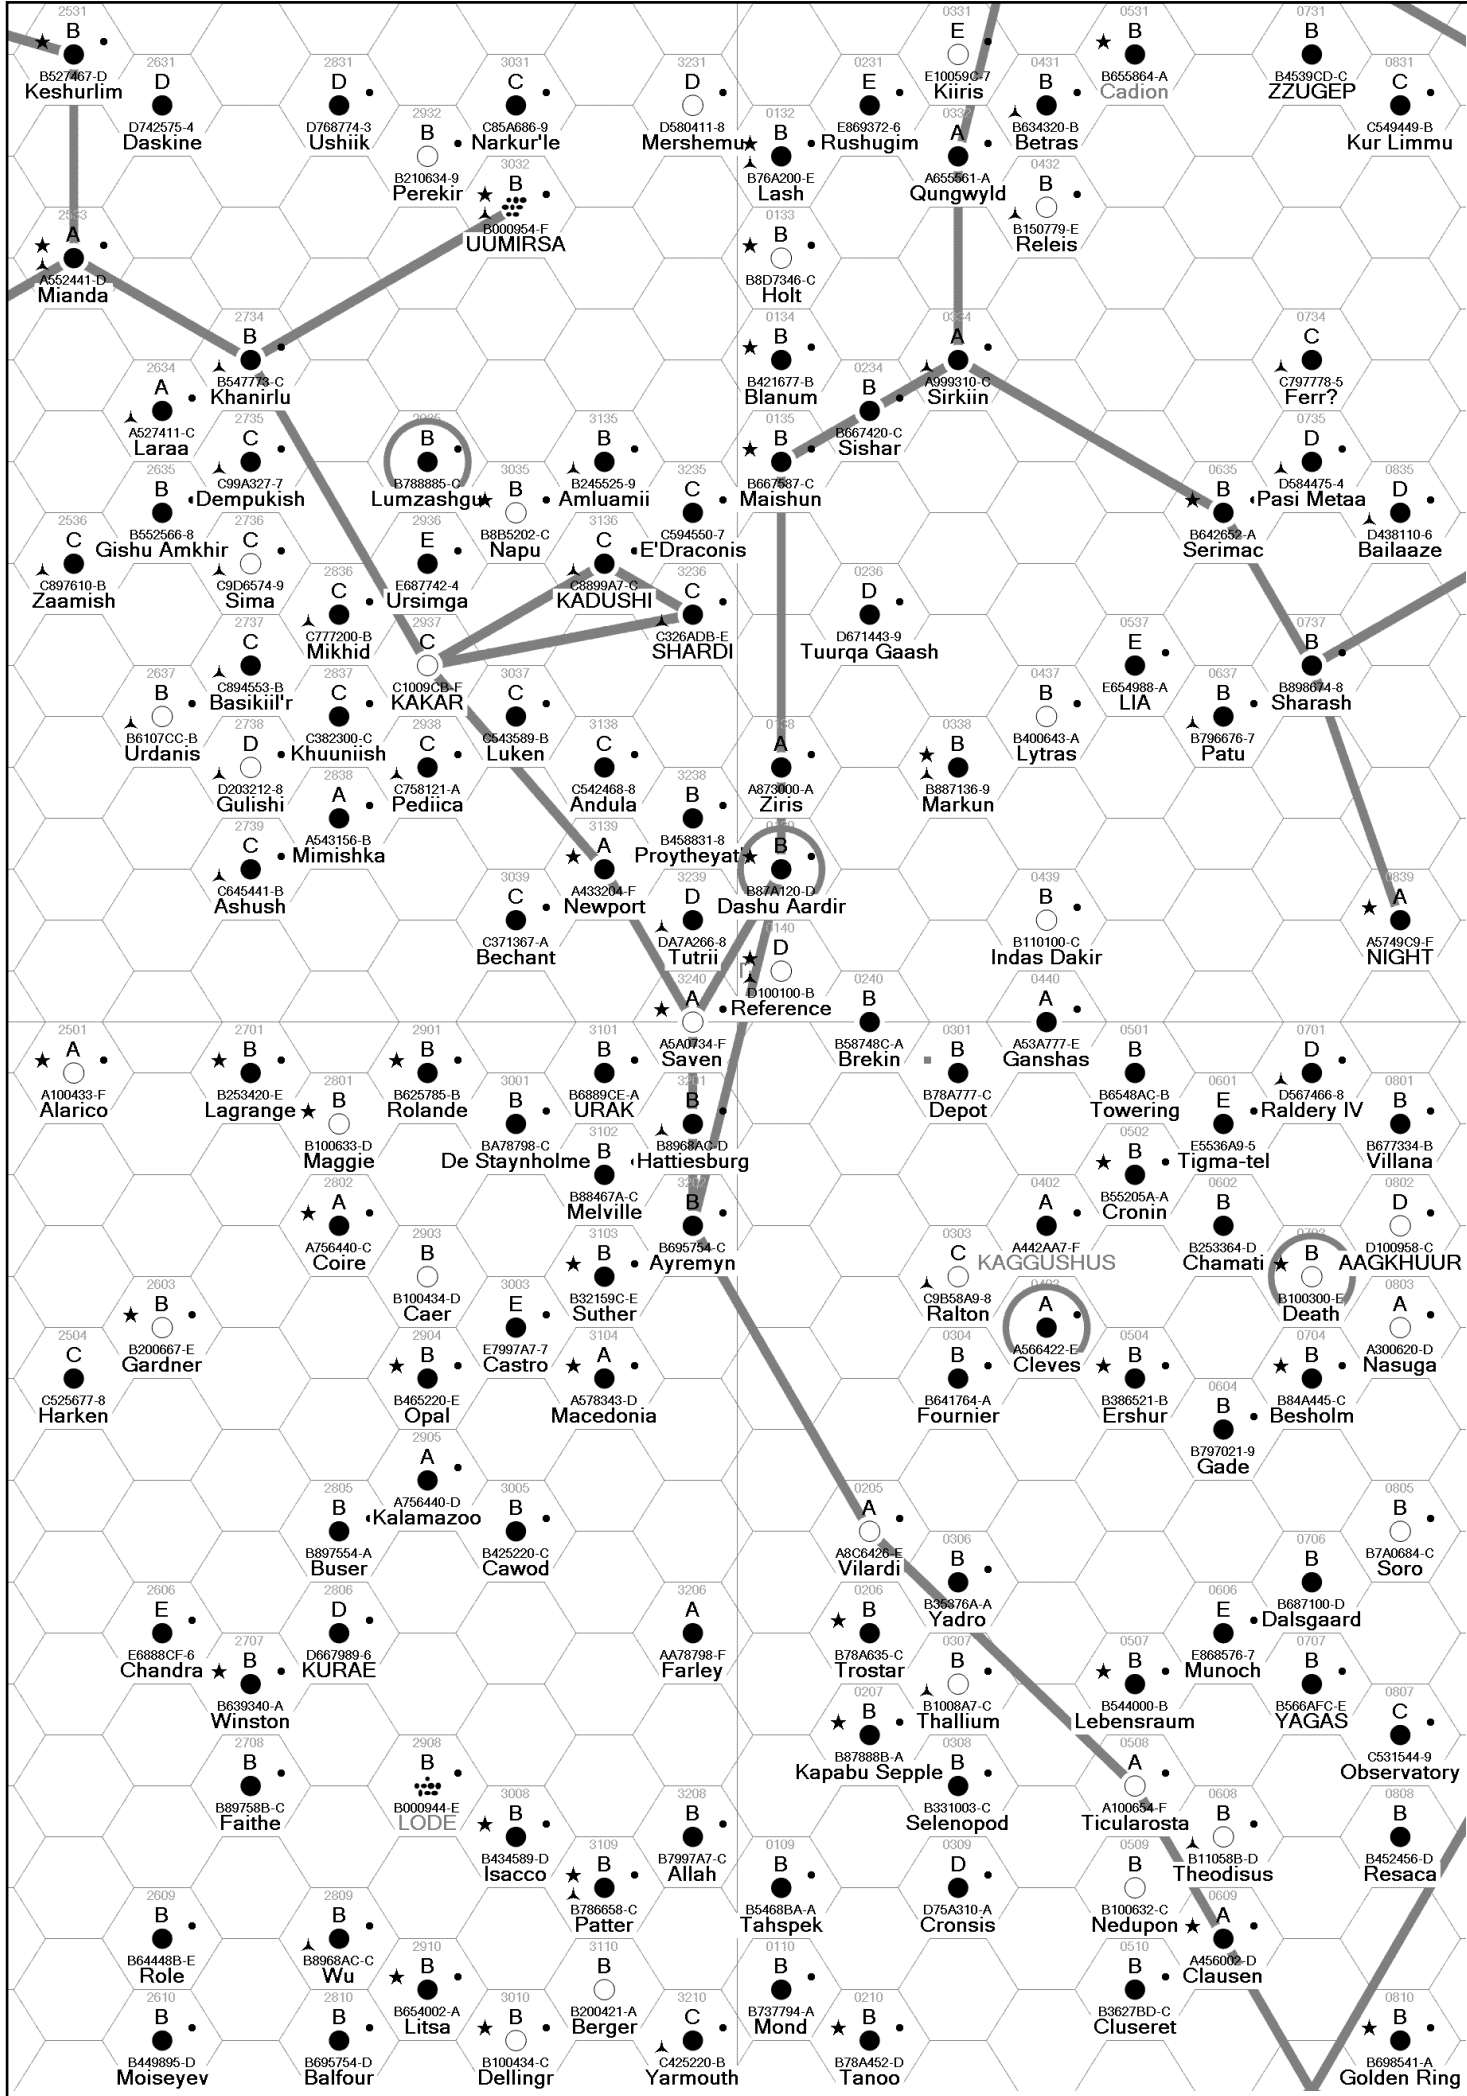 2531
B
B527467-D
Keshurlim
2631
D
D742575-4
Daskine
2831
D
D768774-3
Ushiik
2932
B
B210634-9
Perekir
3031
C
C85A686-9
Narkur'le
3032
B
B000954-F
UUMIRSA
3231
D
D580411-8
Mershemu
0132
B
B76A200-E
Lash
0231
E
E869372-6
Rushugim
0331
E
E10059C-7
Kiiris
0332
A
A655561-A
Qungwyld
0431
B
B634320-B
Betras
0432
B
B150779-E
Releis
0531
B
B655864-A
Cadion
0731
B
B4539CD-C
ZZUGEP
0831
C
C549449-B
Kur Limmu
2533
A
A552441-D
Mianda
0133
B
B8D7346-C
Holt
2734
B
B547773-C
Khanirlu
2634
A
A527411-C
Laraa
0134
B
B421677-B
Blanum
0234
B
B667420-C
Sishar
0334
A
A999310-C
Sirkiin
0734
C
C797778-5
Ferr?
2735
C
C99A327-7
Dempukish
2635
B
B552566-8
Gishu Amkhir
2935
B
B788885-C
Lumzashgu
3035
B
B8B5202-C
Napu
3135
B
B245525-9
Amluamii
3235
C
C594550-7
E'Draconis
0135
B
B667587-C
Maishun
0635
B
B642652-A
Serimac
0735
D
D584475-4
Pasi Metaa
0835
D
D438110-6
Bailaaze
2536
C
C897610-B
Zaamish
2736
C
C9D6574-9
Sima
2836
C
C777200-B
Mikhid
2936
E
E687742-4
Ursimga
3136
C
C8899A7-C
KADUSHI
3236
C
C326ADB-E
SHARDI
0236
D
D671443-9
Tuurqa Gaash
2637
B
B6107CC-B
Urdanis
2737
C
C894553-B
Basikiil'r
2837
C
C382300-C
Khuuniish
2937
C
C1009CB-F
KAKAR
3037
C
C543589-B
Luken
0437
B
B400643-A
Lytras
0537
E
E654988-A
LIA
0637
B
B796676-7
Patu
0737
B
B898674-8
Sharash
2738
D
D203212-8
Gulishi
2838
A
A543156-B
Mimishka
2938
C
C758121-A
Pediica
3138
C
C542468-8
Andula
3238
B
B458831-8
Proytheyat
0138
A
A873000-A
Ziris
0338
B
B887136-9
Markun
2739
C
C645441-B
Ashush
3039
C
C371367-A
Bechant
3139
A
A433204-F
Newport
3239
D
DA7A266-8
Tutrii
0139
B
B87A120-D
Dashu Aardir
0439
B
B110100-C
Indas Dakir
0839
A
A5749C9-F
NIGHT
3240
A
A5A0734-F
Saven
0140
D
D100100-B
Reference
0240
B
B58748C-A
Brekin
0440
A
A53A777-E
Ganshas
2501
A
A100433-F
Alarico
2701
B
B253420-E
Lagrange
2801
B
B100633-D
Maggie
2901
B
B625785-B
Rolande
3001
B
BA78798-C
De Staynholme
3101
B
B6889CE-A
URAK
3201
B
B8968AC-D
Hattiesburg
0301
B
B78A777-C
Depot
0501
B
B6548AC-B
Towering
0601
E
E5536A9-5
Tigma-tel
0701
D
D567466-8
Raldery IV
0801
B
B677334-B
Villana
2802
A
A756440-C
Coire
3102
B
B88467A-C
Melville
3202
B
B695754-C
Ayremyn
0402
A
A442AA7-F
KAGGUSHUS
0502
B
B55205A-A
Cronin
0602
B
B253364-D
Chamati
0802
D
D100958-C
AAGKHUUR
2603
B
B200667-E
Gardner
2903
B
B100434-D
Caer
3003
E
E7997A7-7
Castro
3103
B
B32159C-E
Suther
0303
C
C9B58A9-8
Ralton
0403
A
A566422-E
Cleves
0703
B
B100300-E
Death
0803
A
A300620-D
Nasuga
2504
C
C525677-8
Harken
2904
B
B465220-E
Opal
3104
A
A578343-D
Macedonia
0304
B
B641764-A
Fournier
0504
B
B386521-B
Ershur
0604
B
B797021-9
Gade
0704
B
B84A445-C
Besholm
2805
B
B897554-A
Buser
2905
A
A756440-D
Kalamazoo
3005
B
B425220-C
Cawod
0205
A
A8C6426-E
Vilardi
0805
B
B7A0684-C
Soro
2606
E
E6888CF-6
Chandra
2806
D
D667989-6
KURAE
3206
A
AA78798-F
Farley
0206
B
B78A635-C
Trostar
0306
B
B35376A-A
Yadro
0606
E
E868576-7
Munoch
0706
B
B687100-D
Dalsgaard
2707
B
B639340-A
Winston
0207
B
B87888B-A
Kapabu Sepple
0307
B
B1008A7-C
Thallium
0507
B
B544000-B
Lebensraum
0707
B
B566AFC-E
YAGAS
0807
C
C531544-9
Observatory
2708
B
B89758B-C
Faithe
2908
B
B000944-E
LODE
3008
B
B434589-D
Isacco
3208
B
B7997A7-C
Allah
0308
B
B331003-C
Selenopod
0508
A
A100654-F
Ticularosta
0608
B
B11058B-D
Theodisus
0808
B
B452456-D
Resaca
2609
B
B64448B-E
Role
2809
B
B8968AC-C
Wu
3109
B
B786658-C
Patter
0109
B
B5468BA-A
Tahspek
0309
D
D75A310-A
Cronsis
0509
B
B100632-C
Nedupon
0609
A
A456002-D
Clausen
2610
B
B449895-D
Moiseyev
2810
B
B695754-D
Balfour
2910
B
B654002-A
Litsa
3010
B
B100434-C
Dellingr
3110
B
B200421-A
Berger
3210
C
C425220-B
Yarmouth
0110
B
B737794-A
Mond
0210
B
B78A452-D
Tanoo
0510
B
B3627BD-C
Cluseret
0810
B
B698541-A
Golden Ring